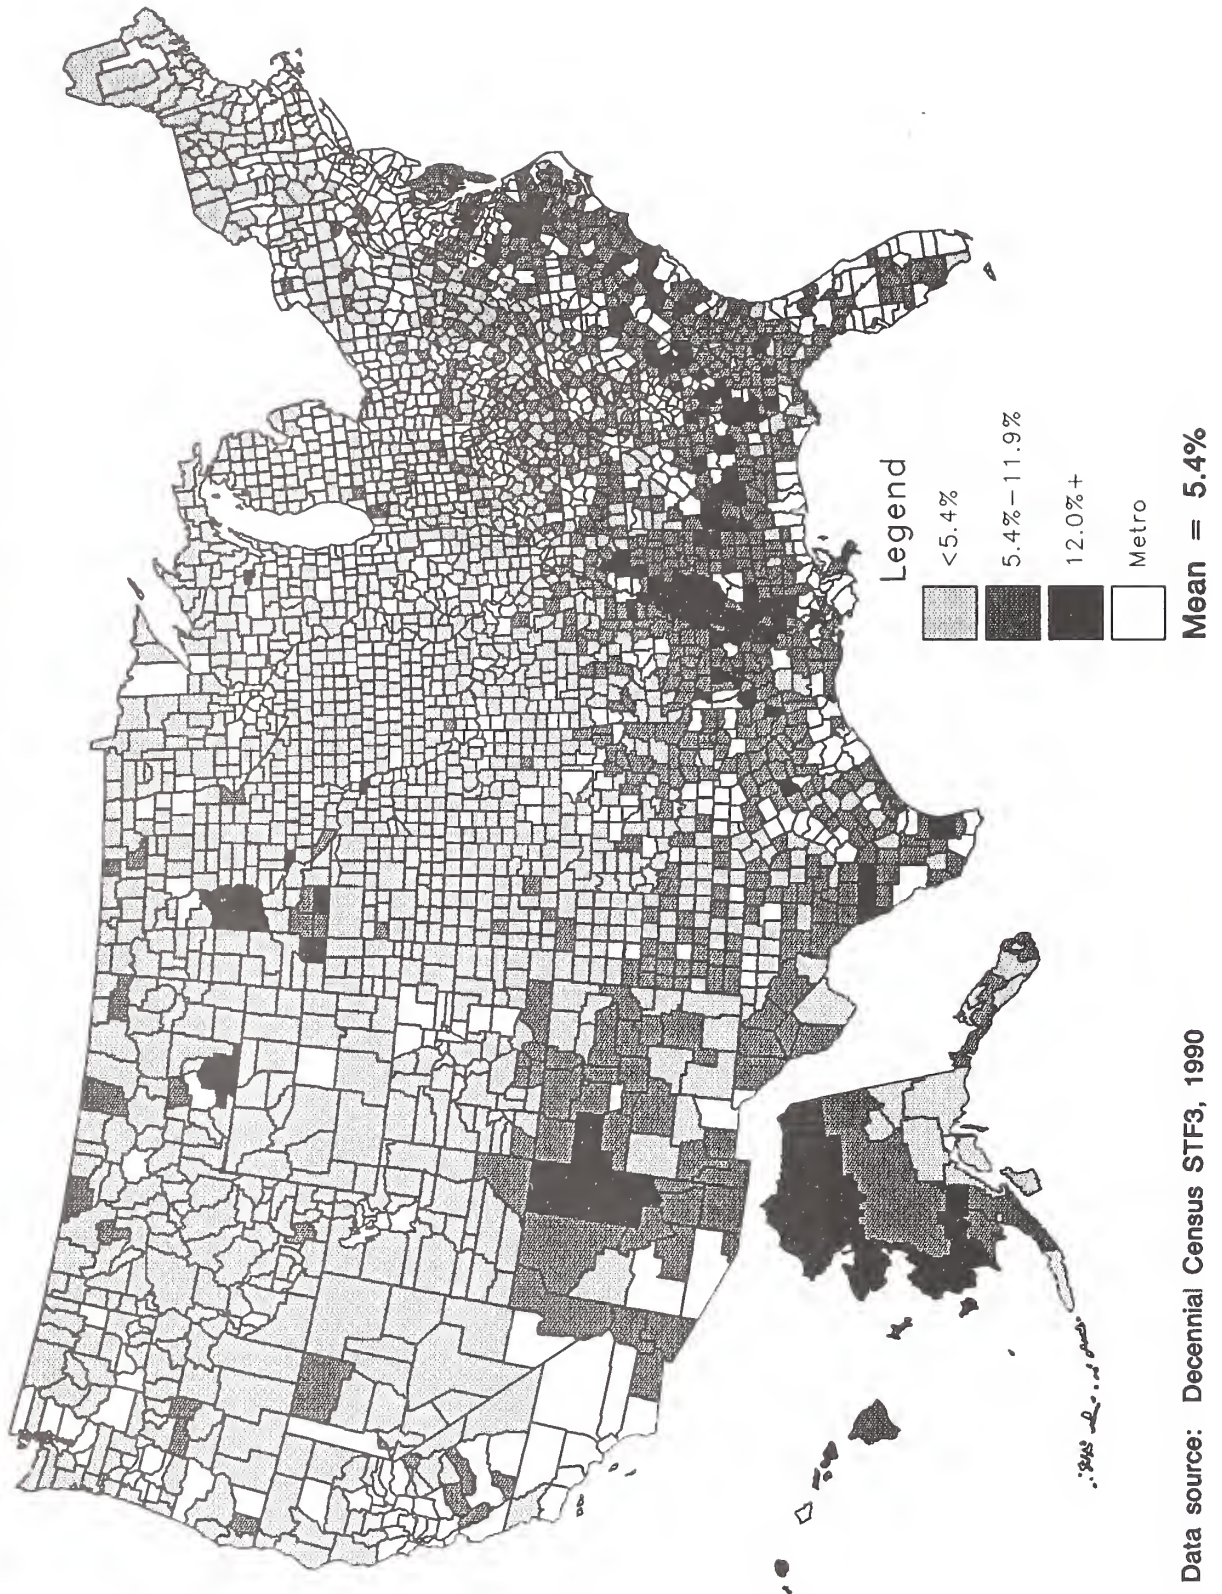 Legend
<5.4%
5.4%-11.9%
12.0%+
Metro
Mean = 5.4%
Data source: Decennial Census STF3, 1990